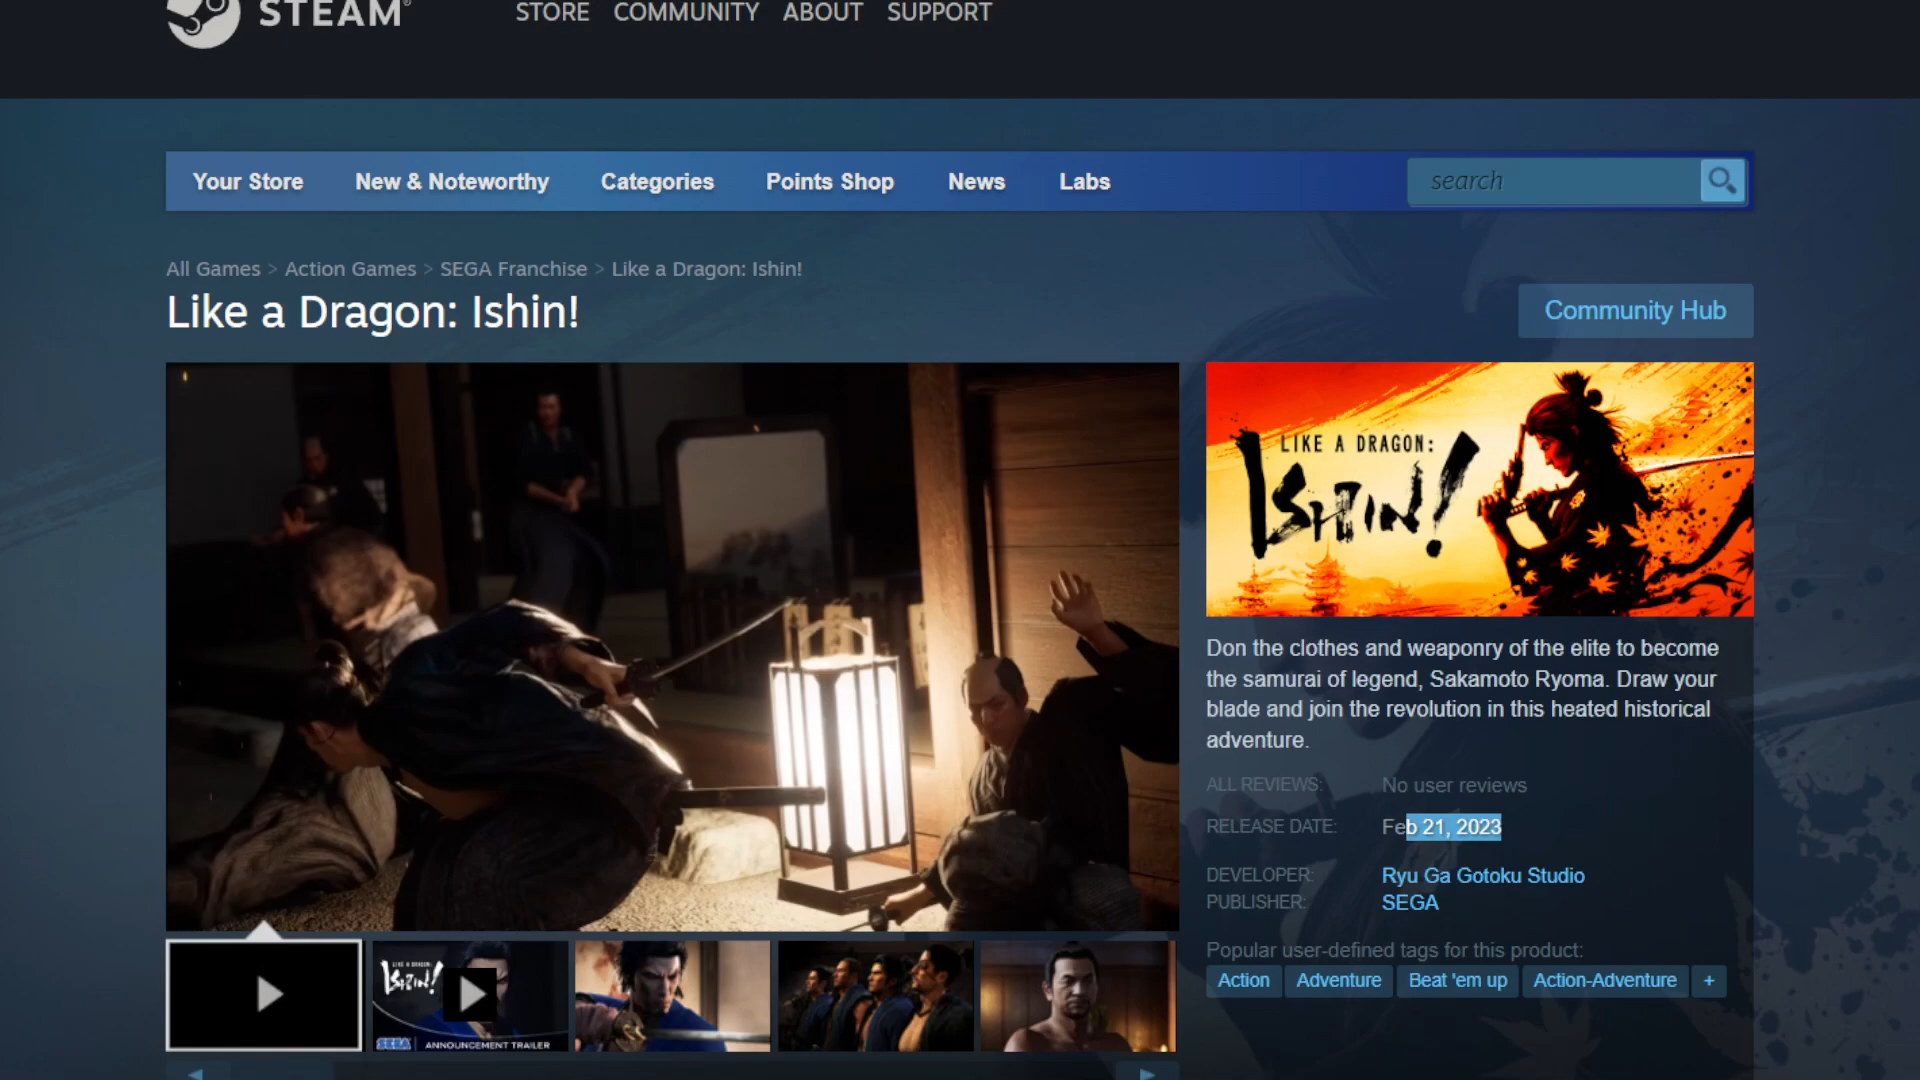 STEAM®
STORE COMMUNITY ABOUT SUPPORT
Your Store New & Noteworthy Categories Points Shop News Labs
search
All Games > Action Games > SEGA Franchise > Like a Dragon: Ishin!
Like a Dragon: Ishin!
Community Hub
LIKE A DRAGON:
ISHIN!
Don the clothes and weaponry of the elite to become
the samurai of legend, Sakamoto Ryoma. Draw your
blade and join the revolution in this heated historical
adventure.
ALL REVIEWS: No user reviews
RELEASE DATE: Feb 21, 2023
DEVELOPER: Ryu Ga Gotoku Studio
PUBLISHER: SEGA
Popular user-defined tags for this product:
Action Adventure Beat 'em up Action-Adventure +
LIKE A DRAGON:
ISHIN!
SEGA | ANNOUNCEMENT TRAILER